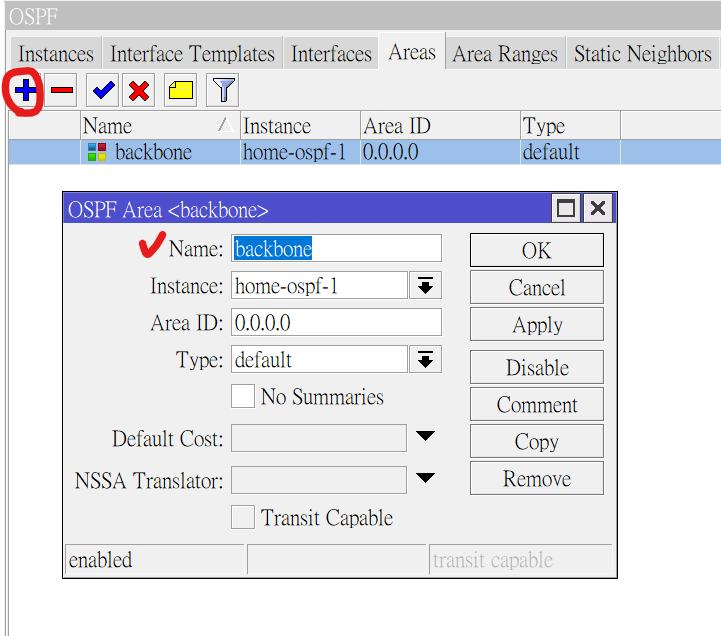 OSPF
Instances Interface Templates Interfaces Areas Area Ranges Static Neighbors
Name Instance Area ID Type
backbone home-ospf-1 0.0.0.0 default
OSPF Area <backbone>
Name: backbone OK
Instance: home-ospf-1 Cancel
Area ID: 0.0.0.0 Apply
Type: default Disable
No Summaries Comment
Default Cost: Copy
NSSA Translator: Remove
Transit Capable
enabled transit capable